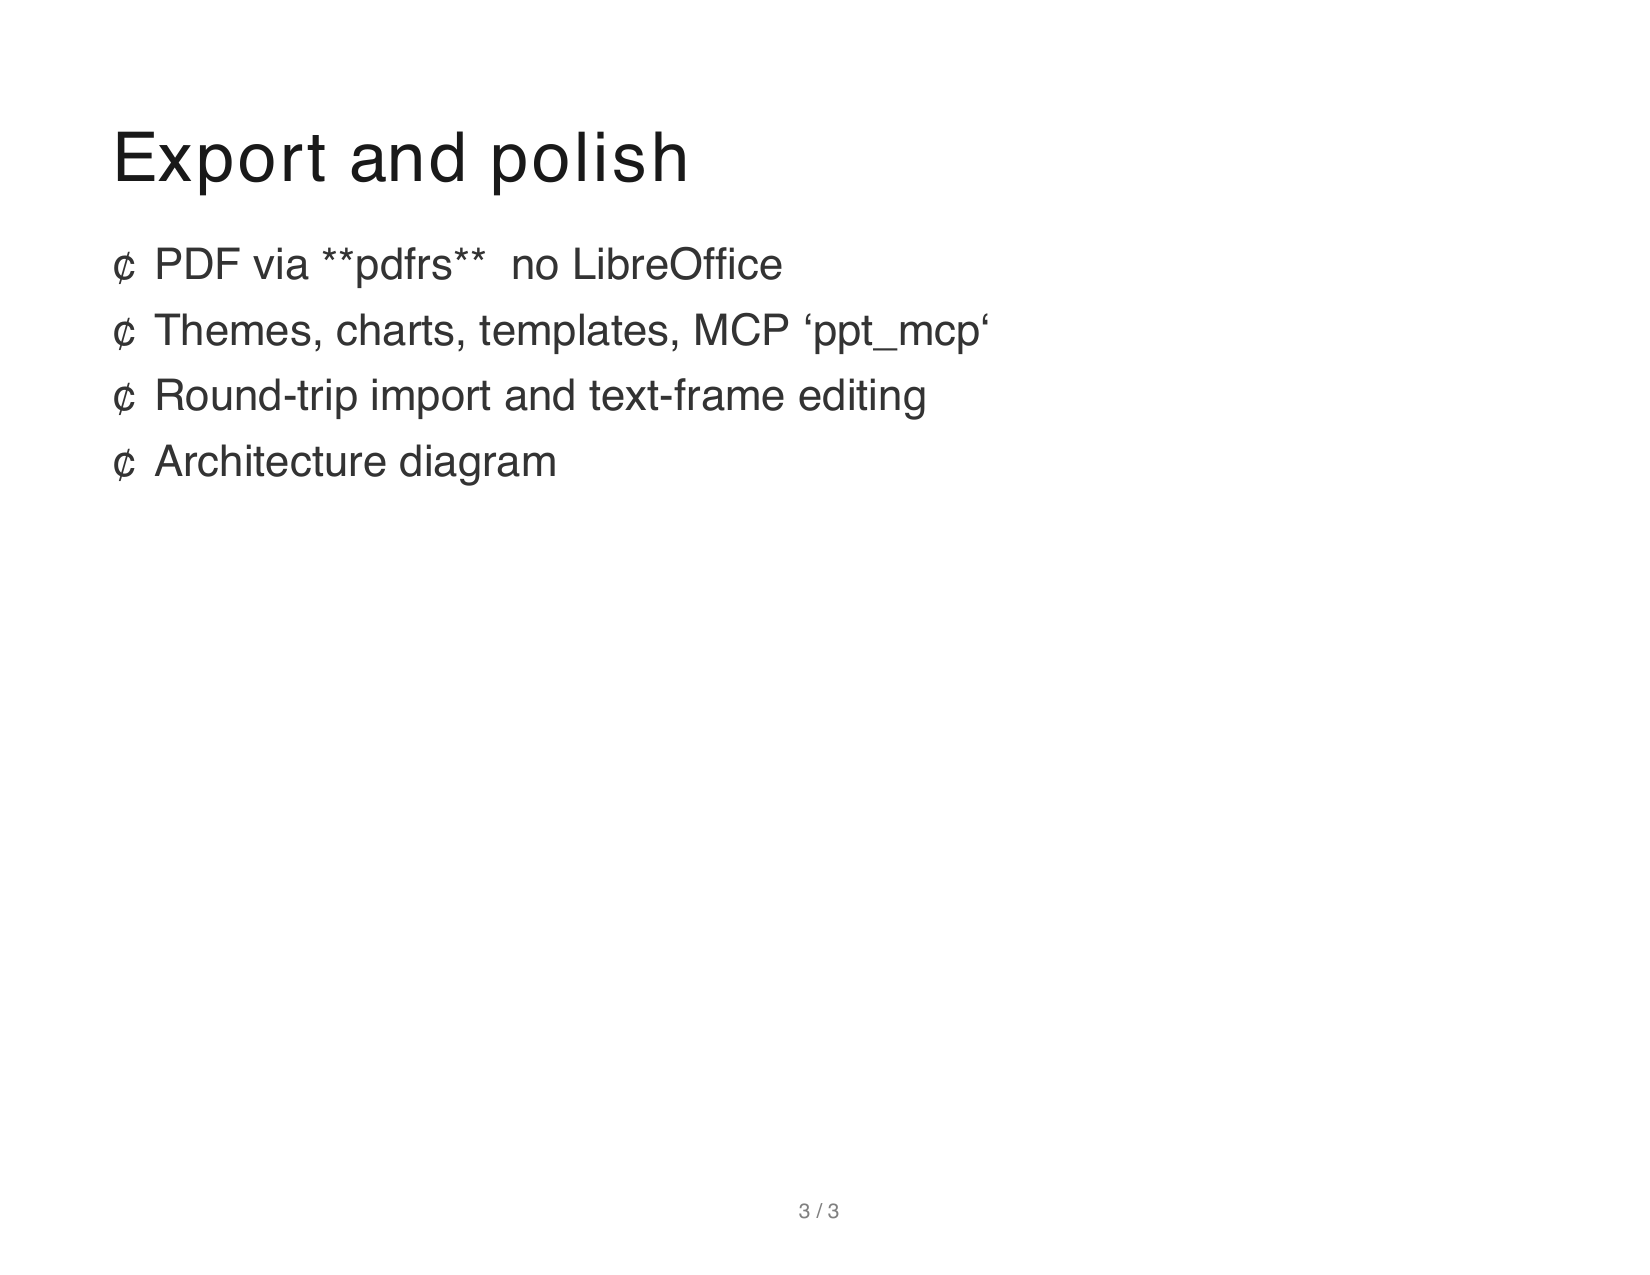 Export and polish
¢ PDF via **pdfrs**  no LibreOffice
¢ Themes, charts, templates, MCP ‘ppt_mcp‘
¢ Round-trip import and text-frame editing
¢ Architecture diagram
3 / 3